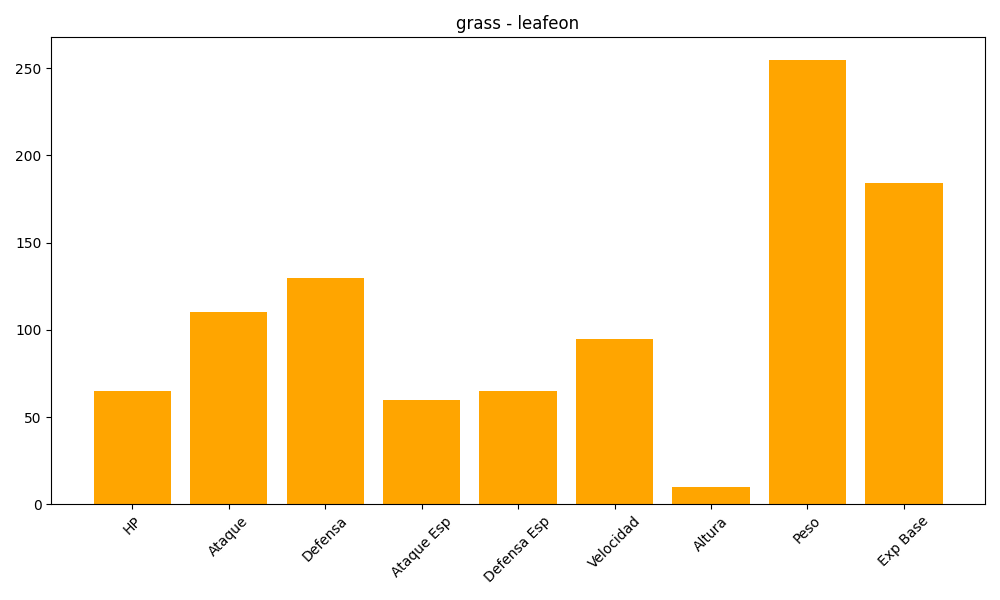 grass - leafeon
250
200
150
100
50
0
HP
Ataque
Defensa
Ataque Esp
Defensa Esp
Velocidad
Altura
Peso
Exp Base